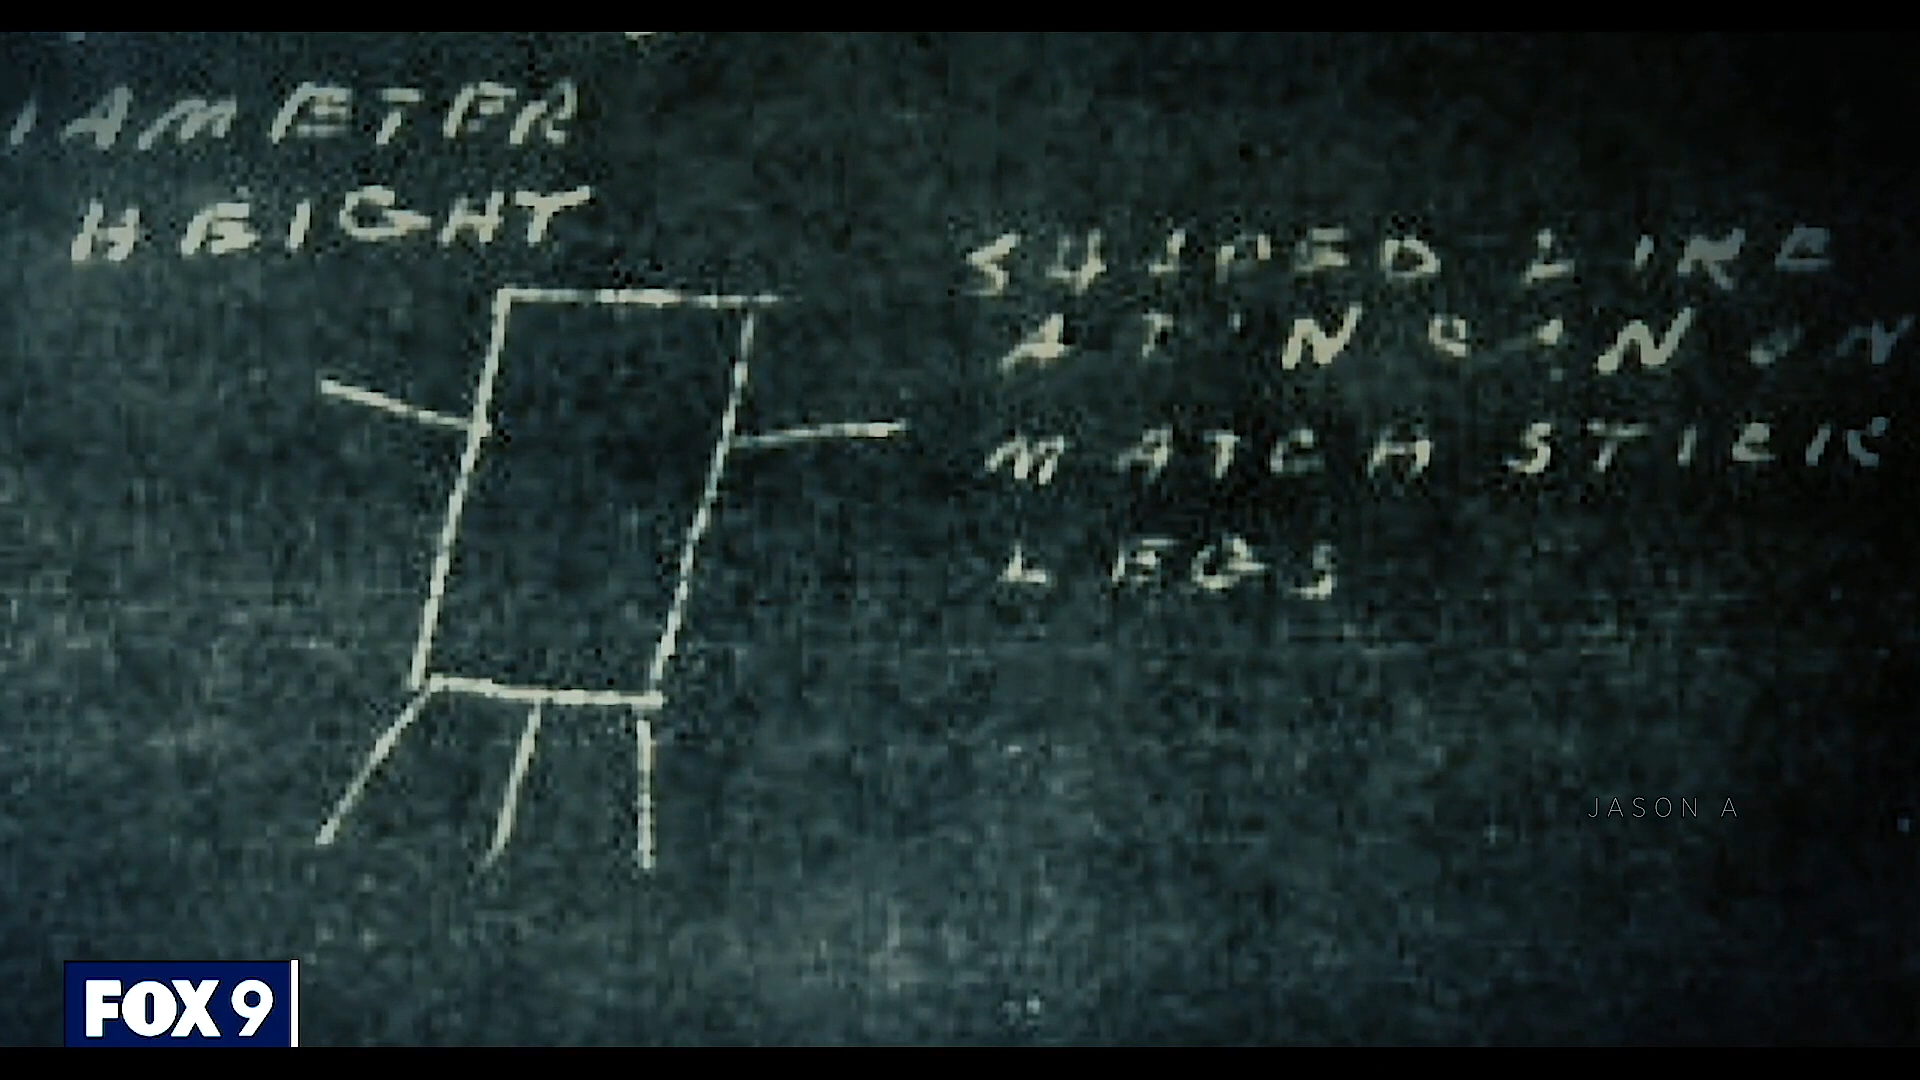 IAMETER
HEIGHT
SHAPED LIKE
A TIN CAN ON
MATCH STICK
LEGS
JASON A
FOX 9